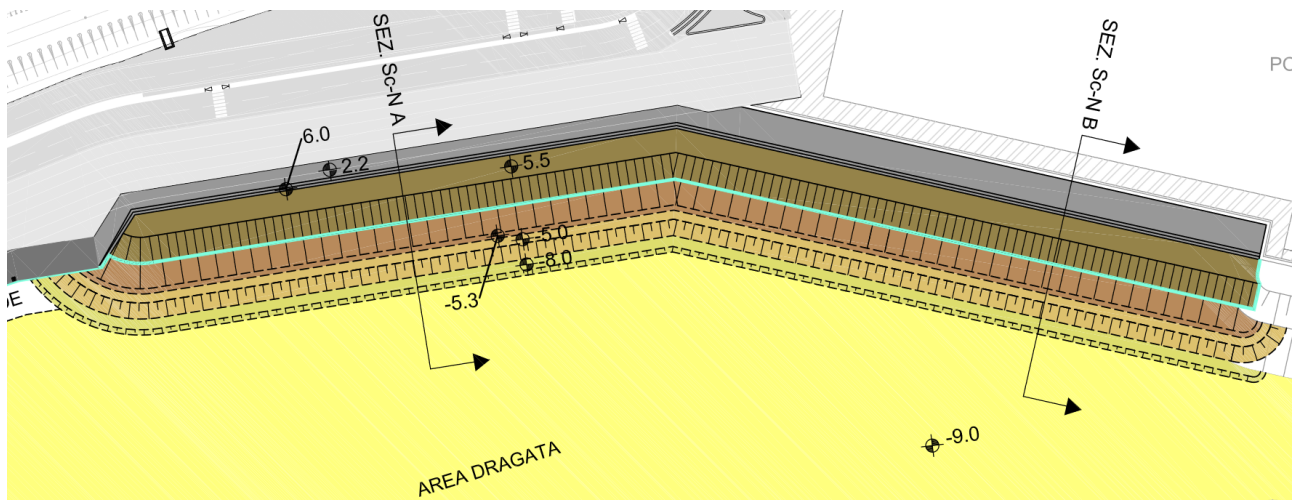 SEZ. Sc-N A
SEZ. Sc-N B
PO
6.0
2.2
5.5
-5.0
-8.0
-5.3
DE
-9.0
AREA DRAGATA